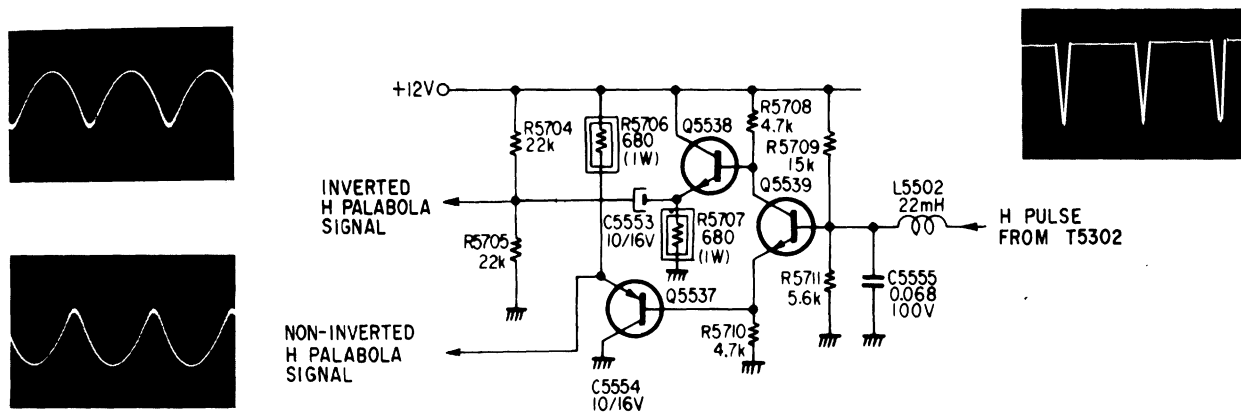 +12V
R5704
22k
R5706
680
(1W)
Q5538
R5708
4.7k
R5709
15k
Q5539
L5502
22mH
INVERTED
H PALABOLA
SIGNAL
C5553
10/16V
R5707
680
(1W)
H PULSE
FROM T5302
R5705
22k
R5711
5.6k
C5555
0.068
100V
Q5537
R5710
4.7k
NON-INVERTED
H PALABOLA
SIGNAL
C5554
10/16V